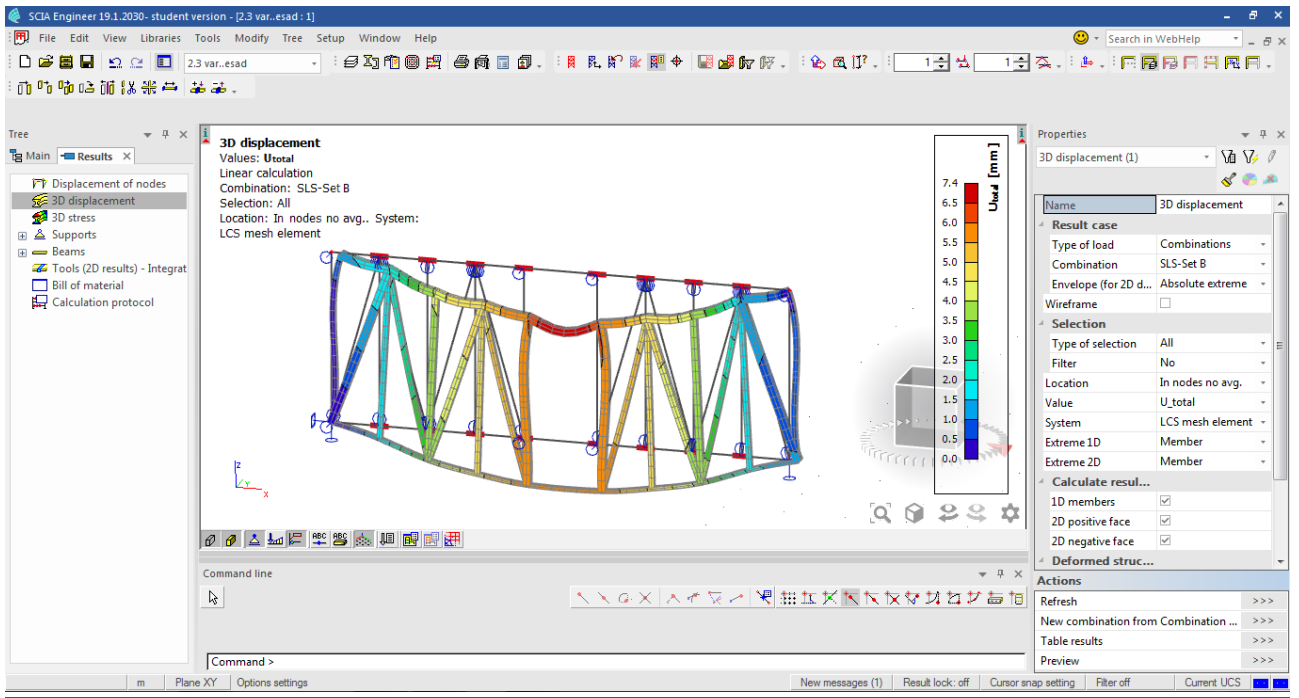 SCIA Engineer 19.1.2030- student version - [2.3 var..esad : 1]
File Edit View Libraries Tools Modify Tree Setup Window Help
Search in WebHelp
2.3 var..esad
1
1
Tree
Main
Results
Displacement of nodes
3D displacement
3D stress
Supports
Beams
Tools (2D results) - Integrat
Bill of material
Calculation protocol
3D displacement
Values: Utotal
Linear calculation
Combination: SLS-Set B
Selection: All
Location: In nodes no avg.. System:
LCS mesh element
Utotal [mm]
7.4
6.5
6.0
5.5
5.0
4.5
4.0
3.5
3.0
2.5
2.0
1.5
1.0
0.5
0.0
z
Y
x
ABC ABC
Command line
Command >
Properties
3D displacement (1)
Name 3D displacement
Result case
Type of load Combinations
Combination SLS-Set B
Envelope (for 2D d... Absolute extreme
Wireframe
Selection
Type of selection All
Filter No
Location In nodes no avg.
Value U_total
System LCS mesh element
Extreme 1D Member
Extreme 2D Member
Calculate resul...
1D members
2D positive face
2D negative face
Deformed struc...
Actions
Refresh >>>
New combination from Combination ... >>>
Table results >>>
Preview >>>
m Plane XY Options settings New messages (1) Result lock: off Cursor snap setting Filter off Current UCS